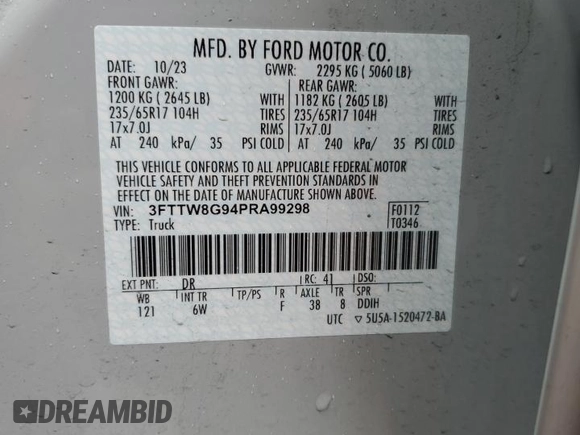 MFD. BY FORD MOTOR CO.
DATE: 10/23 GVWR: 2295 KG ( 5060 LB)
FRONT GAWR: REAR GAWR:
1200 KG ( 2645 LB) WITH 1182 KG ( 2605 LB) WITH
235/65R17 104H TIRES 235/65R17 104H TIRES
17x7.0J RIMS 17x7.0J RIMS
AT 240 kPa/ 35 PSI COLD AT 240 kPa/ 35 PSI COLD
THIS VEHICLE CONFORMS TO ALL APPLICABLE FEDERAL MOTOR
VEHICLE SAFETY AND THEFT PREVENTION STANDARDS IN
EFFECT ON THE DATE OF MANUFACTURE SHOWN ABOVE.
VIN: 3FTTW8G94PRA99298 F0112
TYPE: Truck T0346
EXT PNT: DR RC: 41 DSO:
WB INT TR TP/PS R AXLE TR SPR
121 6W F 38 8 DDIH
UTC ▽ 5U5A-1520472-BA
DREAMBID